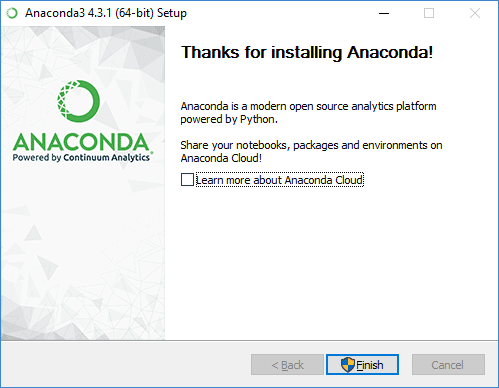 Anaconda3 4.3.1 (64-bit) Setup
Thanks for installing Anaconda!
ANACONDA
Powered by Continuum Analytics
Anaconda is a modern open source analytics platform
powered by Python.
Share your notebooks, packages and environments on
Anaconda Cloud!
Learn more about Anaconda Cloud
< Back
Finish
Cancel